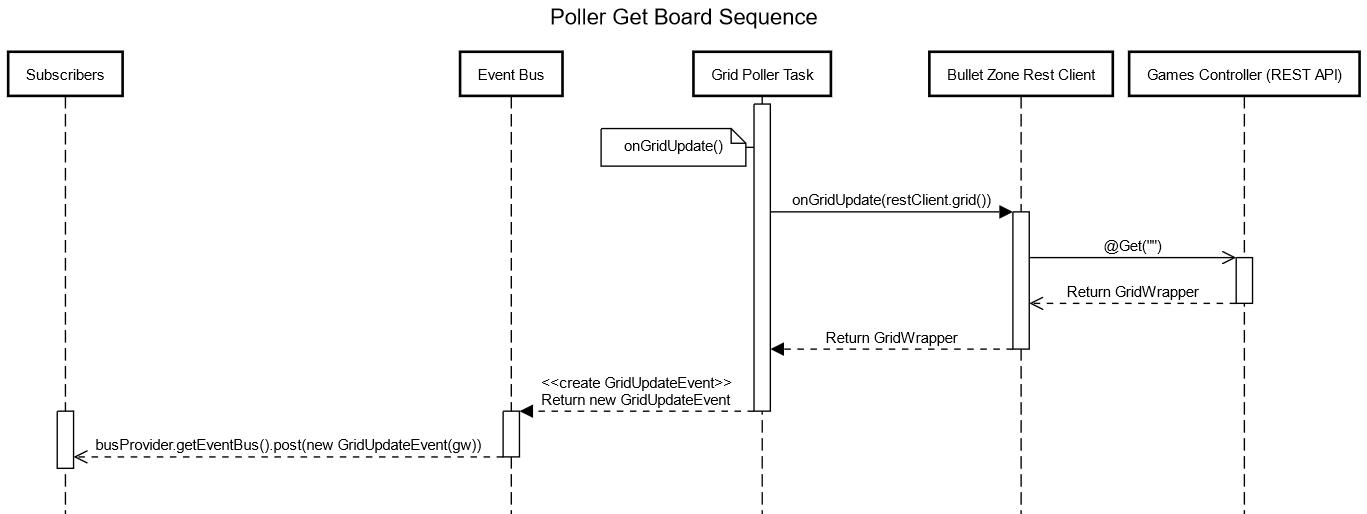 Poller Get Board Sequence
Subscribers
Event Bus
Grid Poller Task
Bullet Zone Rest Client
Games Controller (REST API)
onGridUpdate()
onGridUpdate(restClient.grid())
@Get("")
Return GridWrapper
Return GridWrapper
<<create GridUpdateEvent>>
Return new GridUpdateEvent
busProvider.getEventBus().post(new GridUpdateEvent(gw))